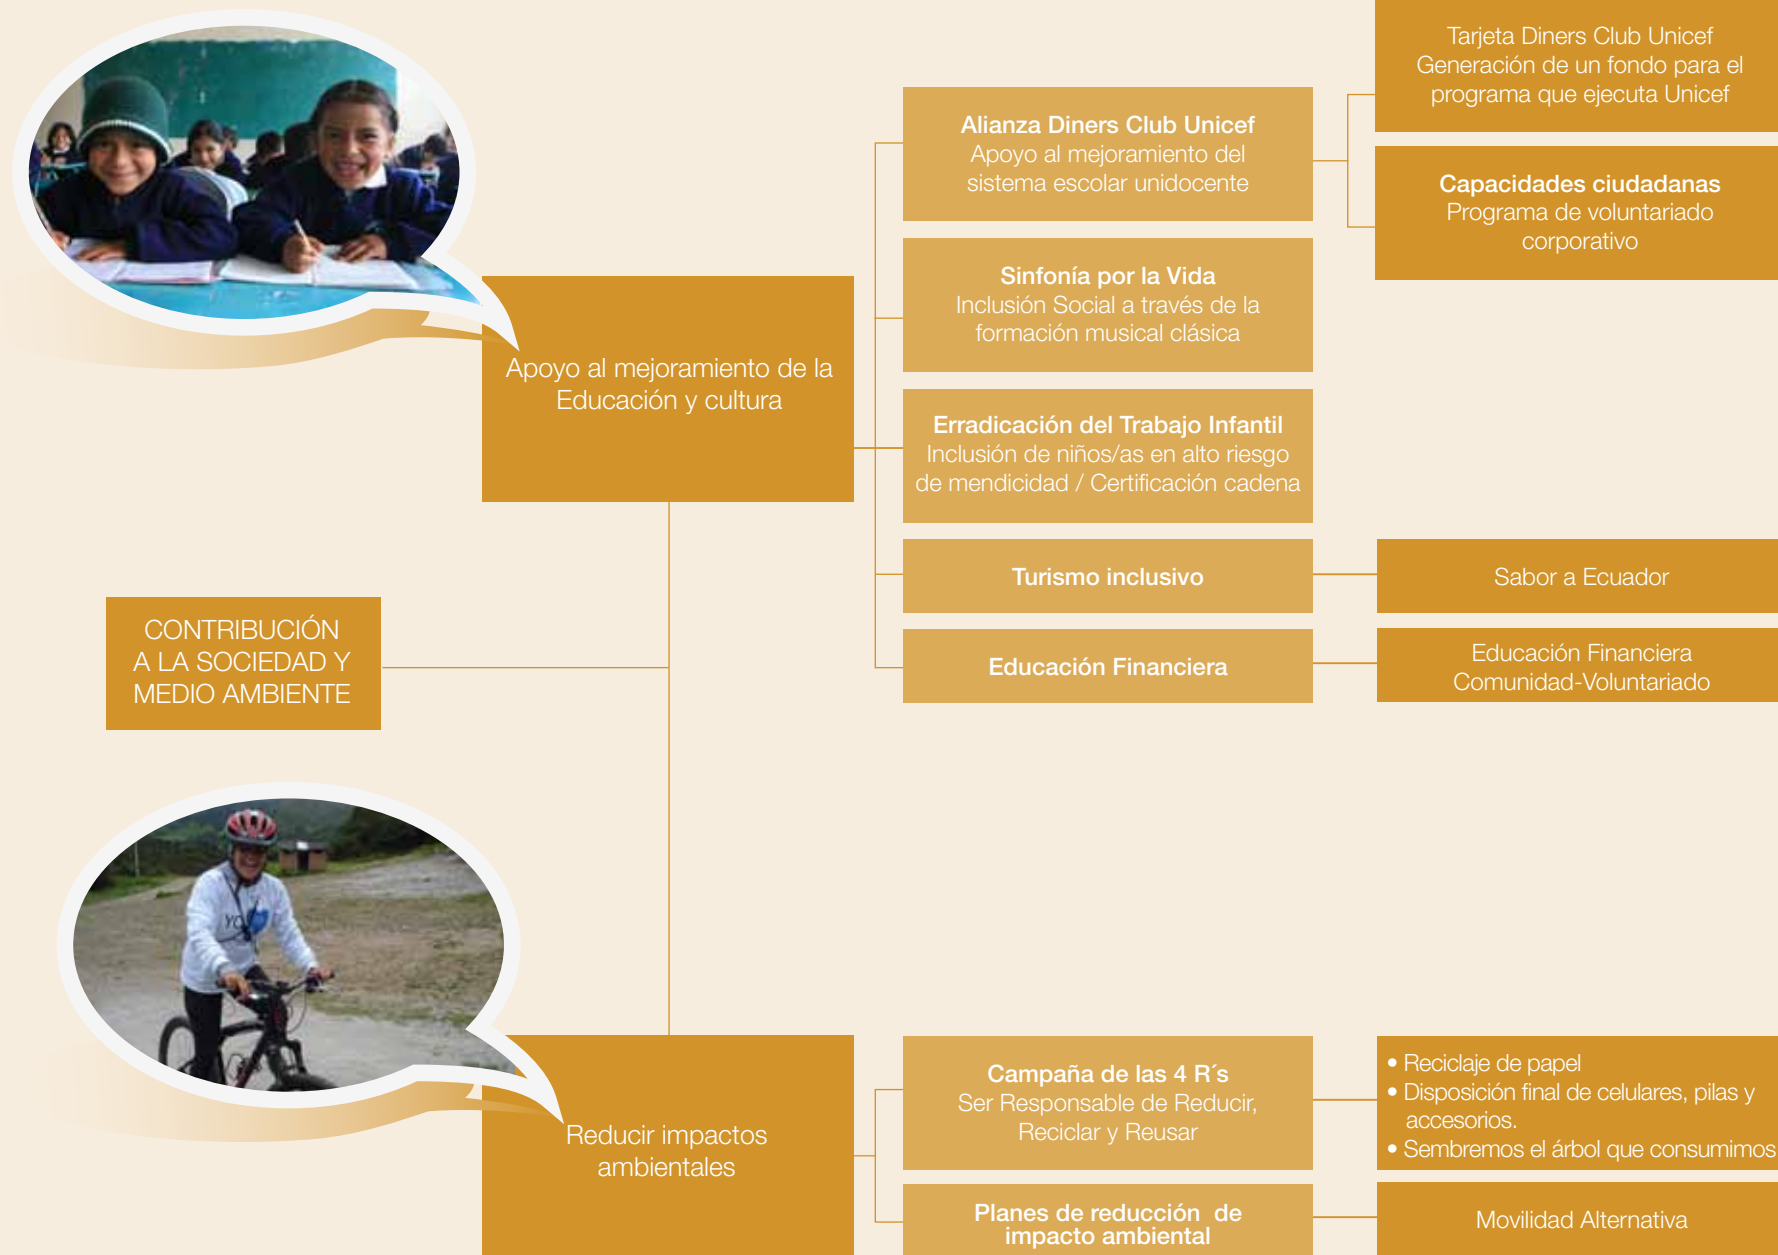 Tarjeta Diners Club Unicef
Generación de un fondo para el
programa que ejecuta Unicef
Alianza Diners Club Unicef
Apoyo al mejoramiento del
sistema escolar unidocente
Capacidades ciudadanas
Programa de voluntariado
corporativo
Sinfonía por la Vida
Inclusión Social a través de la
formación musical clásica
Apoyo al mejoramiento de la
Educación y cultura
Erradicación del Trabajo Infantil
Inclusión de niños/as en alto riesgo
de mendicidad / Certificación cadena
Turismo inclusivo
Sabor a Ecuador
CONTRIBUCIÓN
A LA SOCIEDAD Y
MEDIO AMBIENTE
Educación Financiera
Educación Financiera
Comunidad-Voluntariado
YO
Reducir impactos
ambientales
Campaña de las 4 R´s
Ser Responsable de Reducir,
Reciclar y Reusar
• Reciclaje de papel
• Disposición final de celulares, pilas y
accesorios.
• Sembremos el árbol que consumimos
Planes de reducción de
impacto ambiental
Movilidad Alternativa